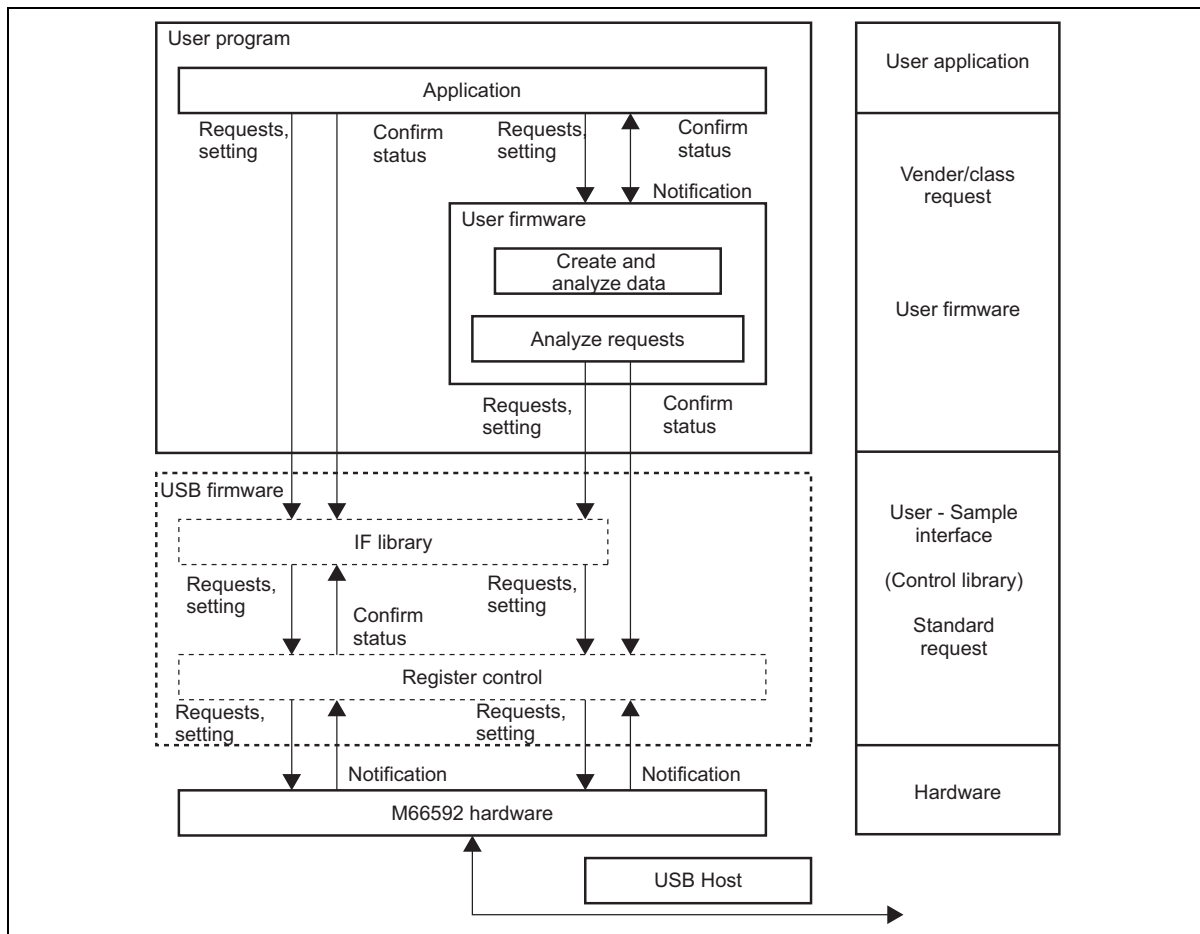 User program
Application
Requests,
setting
Confirm
status
Requests,
setting
Confirm
status
Notification
User firmware
Create and
analyze data
Analyze requests
Requests,
setting
Confirm
status
USB firmware
IF library
Requests,
setting
Confirm
status
Requests,
setting
Register control
Requests,
setting
Notification
Requests,
setting
Notification
M66592 hardware
USB Host
User application
Vender/class
request
User firmware
User - Sample
interface
(Control library)
Standard
request
Hardware